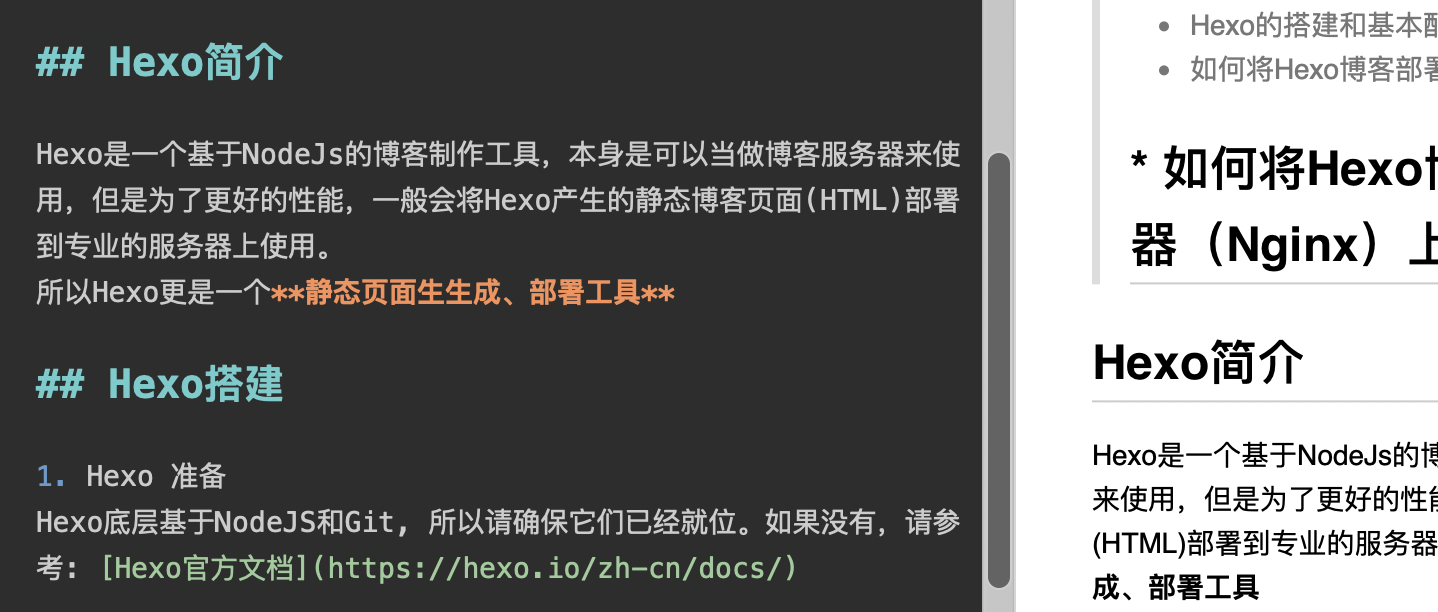 ## Hexo简介
Hexo是一个基于NodeJs的博客制作工具，本身是可以当做博客服务器来使
用，但是为了更好的性能，一般会将Hexo产生的静态博客页面(HTML)部署
到专业的服务器上使用。
所以Hexo更是一个**静态页面生生成、部署工具**
## Hexo搭建
1. Hexo 准备
Hexo底层基于NodeJS和Git, 所以请确保它们已经就位。如果没有，请参
考: [Hexo官方文档](https://hexo.io/zh-cn/docs/)
• Hexo的搭建和基本配
• 如何将Hexo博客部署
* 如何将Hexo博
器（Nginx）上
Hexo简介
Hexo是一个基于NodeJs的博
来使用，但是为了更好的性能
(HTML)部署到专业的服务器
成、部署工具